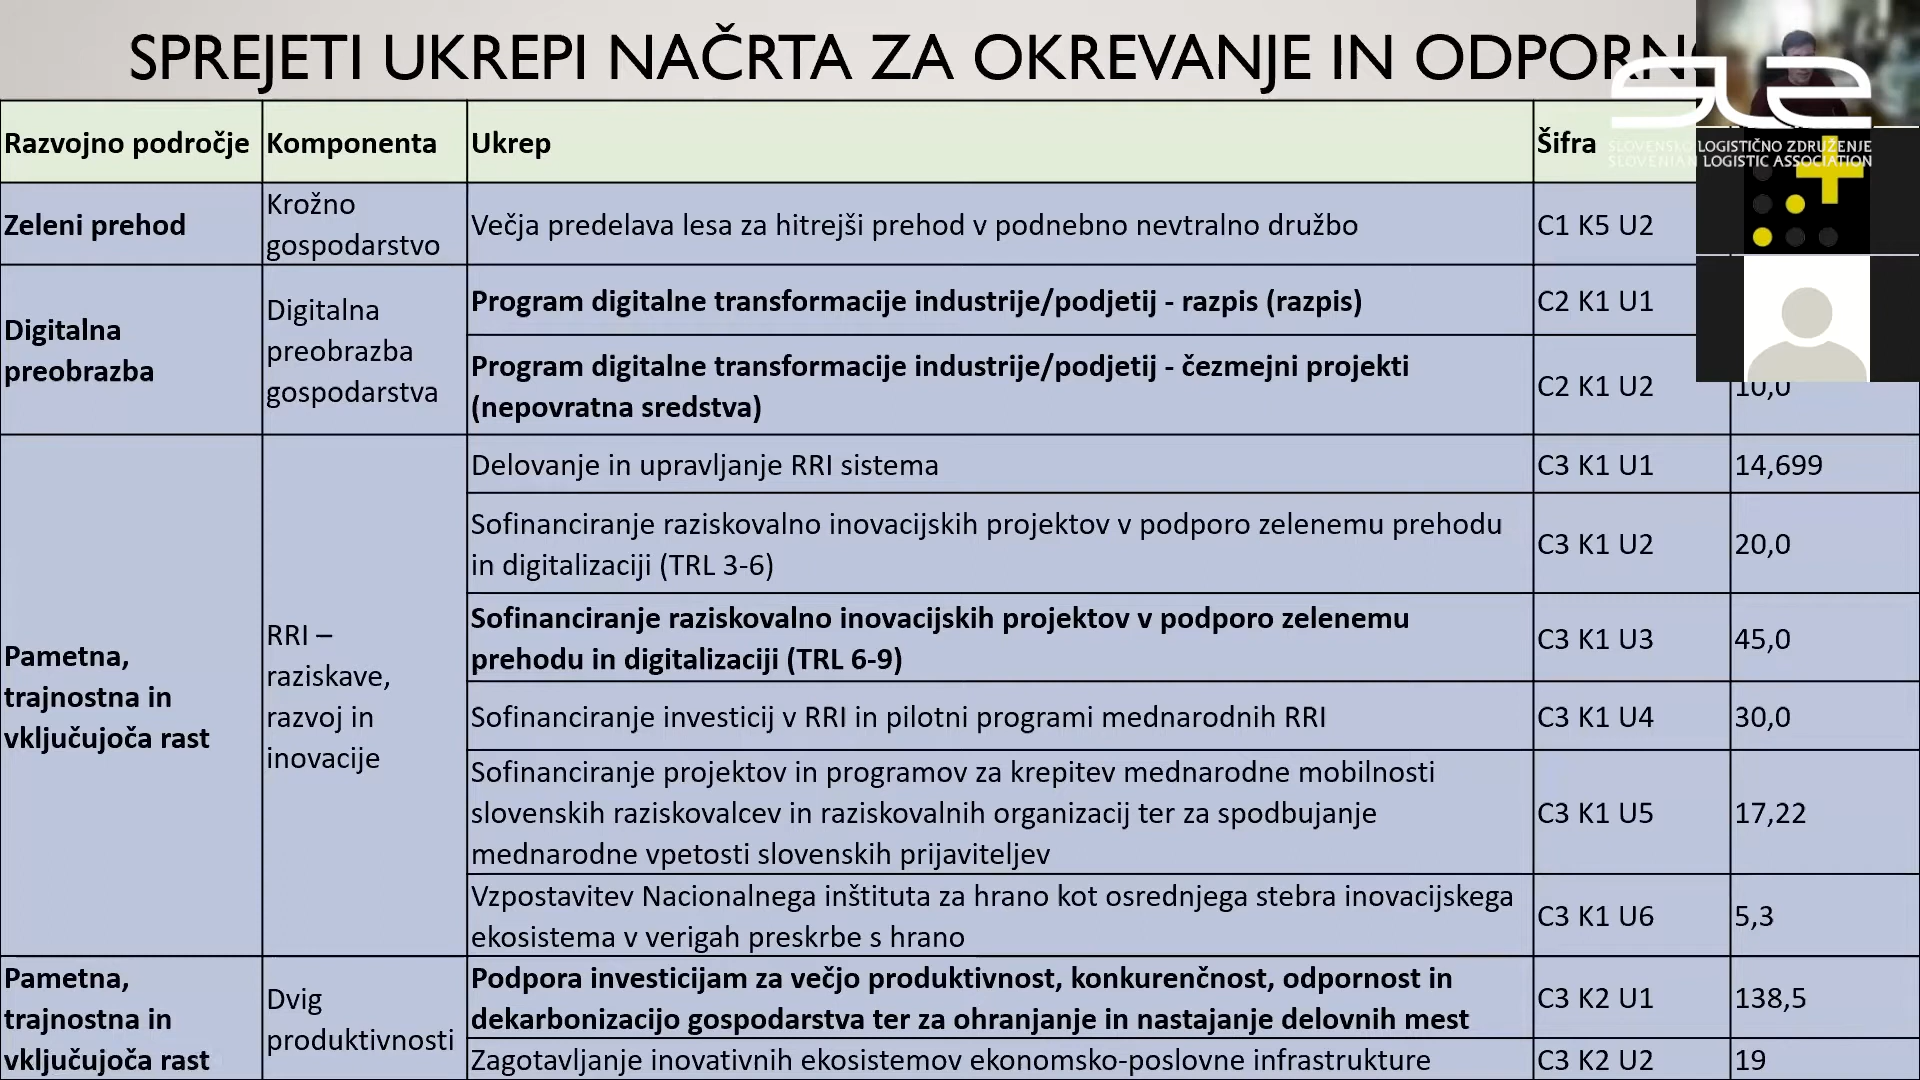 SPREJETI UKREPI NAČRTA ZA OKREVANJE IN
SLOVENSKO LOGISTIČNO ZDRUŽENJE
SLOVENIAN LOGISTIC ASSOCIATION
Razvojno področje
Komponenta
Ukrep
Šifra
Zeleni prehod
Krožno
gospodarstvo
Večja predelava lesa za hitrejši prehod v podnebno nevtralno družbo
C1 K5 U2
Digitalna
preobrazba
Digitalna
preobrazba
gospodarstva
Program digitalne transformacije industrije/podjetij - razpis (razpis)
C2 K1 U1
Program digitalne transformacije industrije/podjetij - čezmejni projekti
(nepovratna sredstva)
C2 K1 U2
10,0
Pametna,
trajnostna in
vključujoča rast
RRI –
raziskave,
razvoj in
inovacije
Delovanje in upravljanje RRI sistema
C3 K1 U1
14,699
Sofinanciranje raziskovalno inovacijskih projektov v podporo zelenemu prehodu
in digitalizaciji (TRL 3-6)
C3 K1 U2
20,0
Sofinanciranje raziskovalno inovacijskih projektov v podporo zelenemu
prehodu in digitalizaciji (TRL 6-9)
C3 K1 U3
45,0
Sofinanciranje investicij v RRI in pilotni programi mednarodnih RRI
C3 K1 U4
30,0
Sofinanciranje projektov in programov za krepitev mednarodne mobilnosti
slovenskih raziskovalcev in raziskovalnih organizacij ter za spodbujanje
mednarodne vpetosti slovenskih prijaviteljev
C3 K1 U5
17,22
Vzpostavitev Nacionalnega inštituta za hrano kot osrednjega stebra inovacijskega
ekosistema v verigah preskrbe s hrano
C3 K1 U6
5,3
Pametna,
trajnostna in
vključujoča rast
Dvig
produktivnosti
Podpora investicijam za večjo produktivnost, konkurenčnost, odpornost in
dekarbonizacijo gospodarstva ter za ohranjanje in nastajanje delovnih mest
C3 K2 U1
138,5
Zagotavljanje inovativnih ekosistemov ekonomsko-poslovne infrastrukture
C3 K2 U2
19